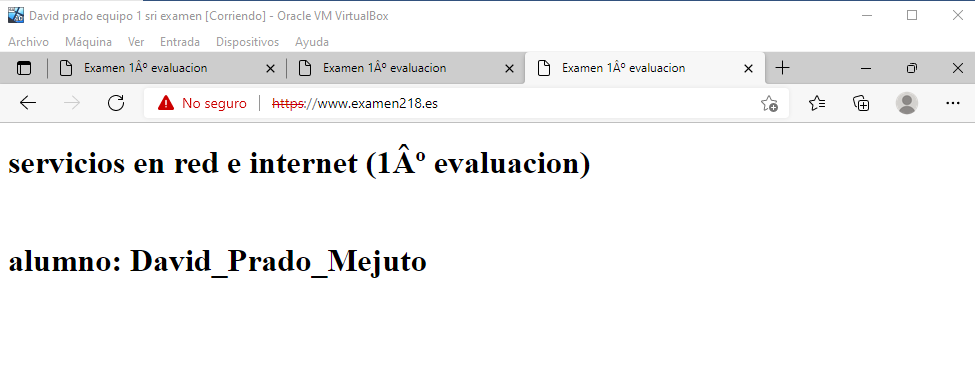 David prado equipo 1 sri examen [Corriendo] - Oracle VM VirtualBox
Archivo Máquina Ver Entrada Dispositivos Ayuda
Examen 1Âº evaluacion Examen 1Âº evaluacion Examen 1Âº evaluacion
No seguro https://www.examen218.es
servicios en red e internet (1Âº evaluacion)
alumno: David_Prado_Mejuto